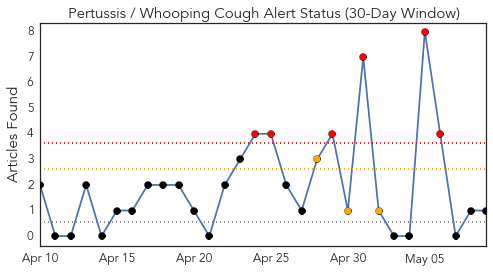 Pertussis / Whooping Cough Alert Status (30-Day Window)
Articles Found
8
7
6
5
4
3
2
1
0
Apr 10
Apr 15
Apr 20
Apr 25
Apr 30
May 05